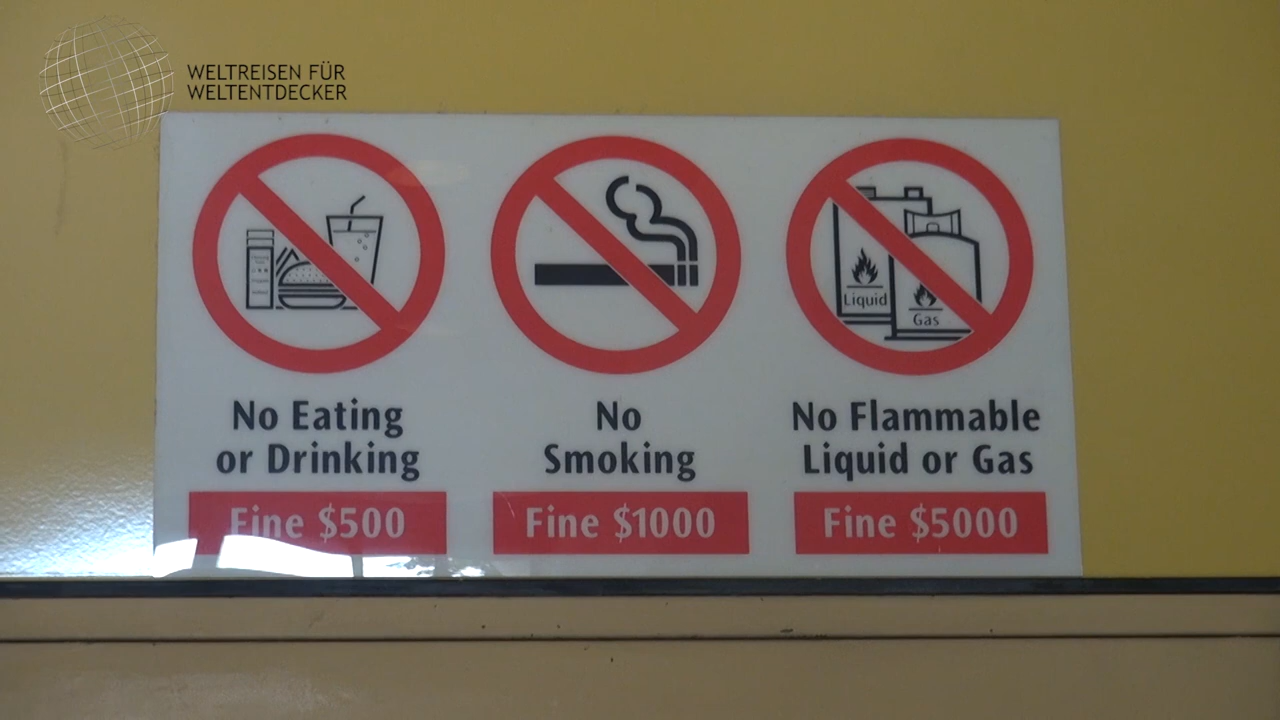 WELTREISEN FÜR
WELTENTDECKER
Liquid
Gas
No Eating
or Drinking
Fine $500
No
Smoking
Fine $1000
No Flammable
Liquid or Gas
Fine $5000